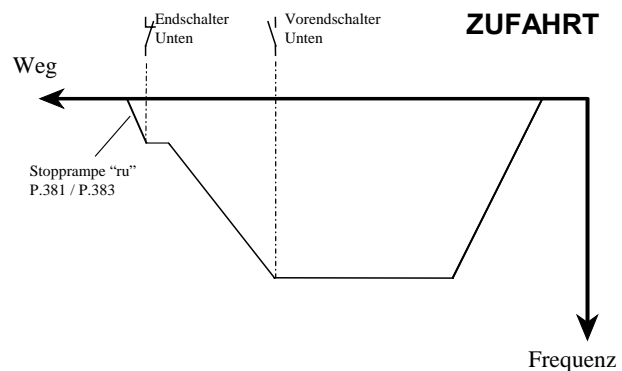 Endschalter
Unten
Vorendschalter
Unten
ZUFAHRT
Weg
Stopprampe “ru”
P.381 / P.383
Frequenz